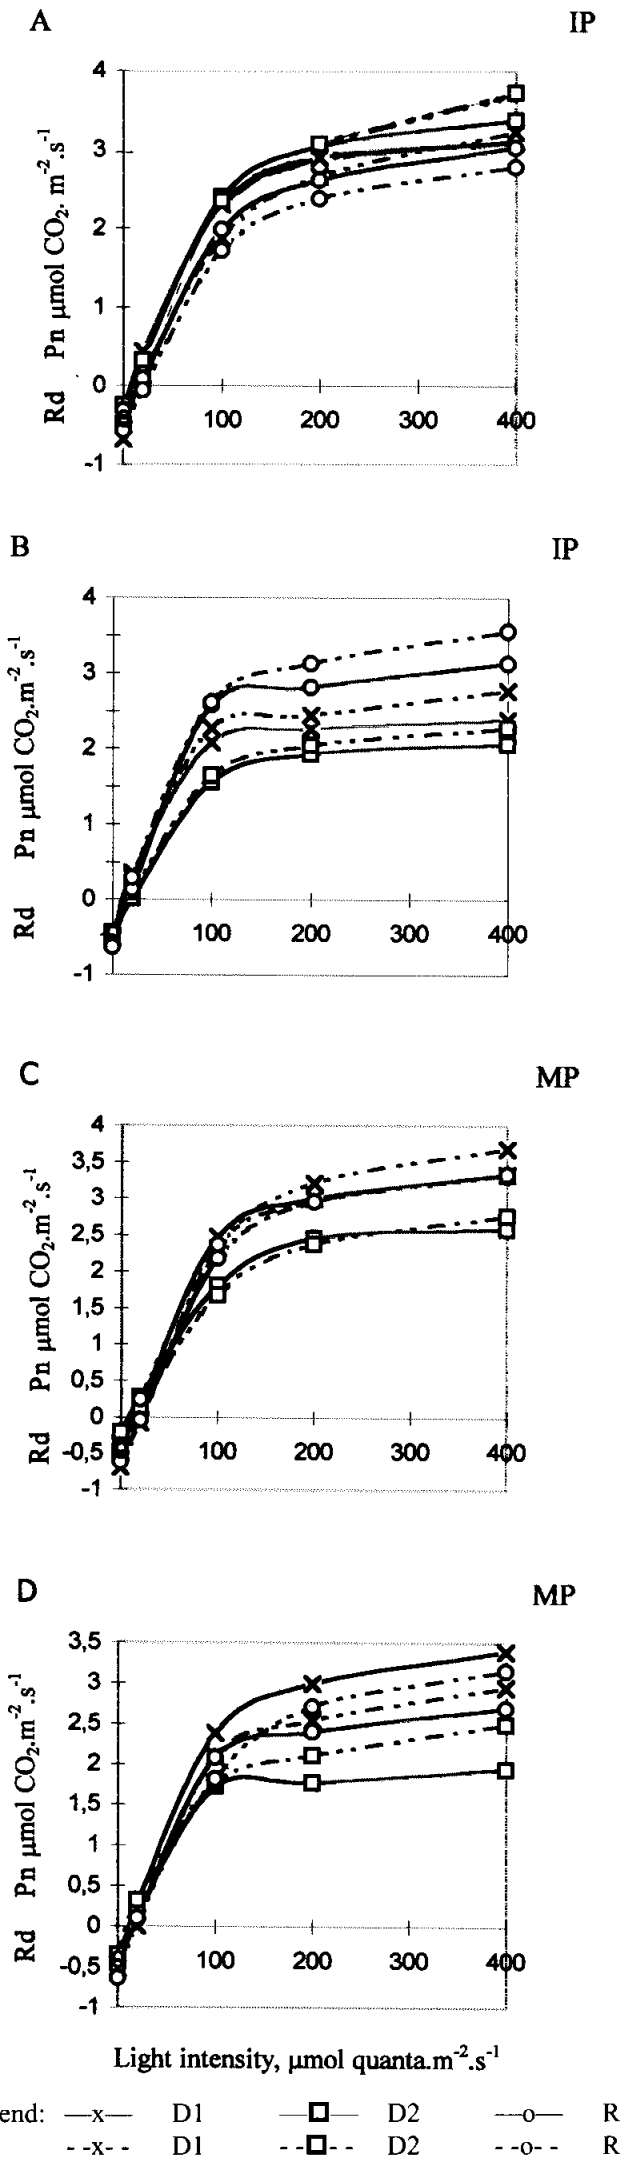 A IP
4
3
2
1
0
-1
100 200 300 400
Rd Pn µmol CO2. m-2.s-1
B IP
4
3
2
1
0
-1
100 200 300 400
Rd Pn µmol CO2.m-2.s-1
C MP
4
3,5
3
2,5
2
1,5
1
0,5
0
-0,5
-1
100 200 300 400
Rd Pn µmol CO2.m-2.s-1
D MP
3,5
3
2,5
2
1,5
1
0,5
0
-0,5
-1
100 200 300 400
Rd Pn µmol CO2.m-2.s-1
Light intensity, µmol quanta.m-2.s-1
end: —x— D1 —□— D2 —o— R
--x-- D1 --□-- D2 --o-- R